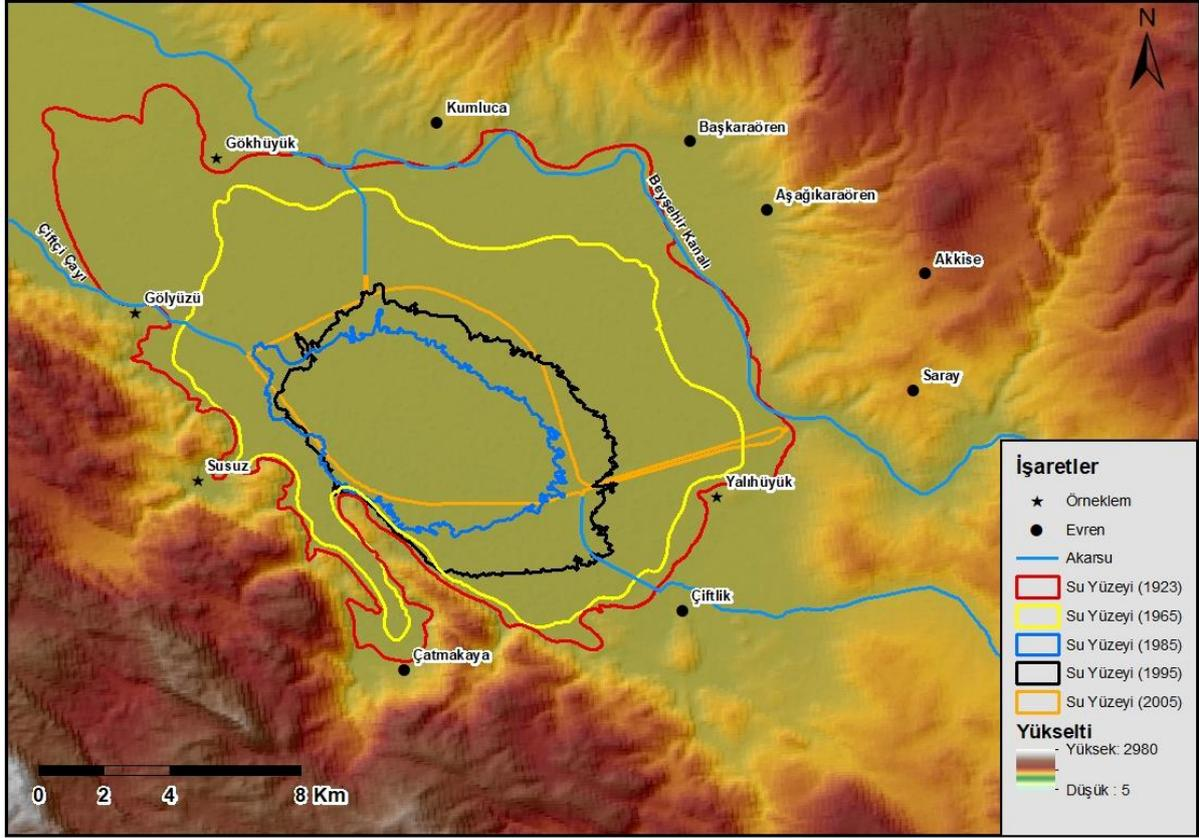 N
Kumluca
Başkaraören
Gökhüyük
Beyşehir Kanalı
Aşağıkaraören
Çiftçi Çayı
Akkise
Gölyüzü
Saray
Susuz
Yalıhüyük
Çiftlik
Çatmakaya
0 2 4 8 Km
İşaretler
Örneklem
Evren
Akarsu
Su Yüzeyi (1923)
Su Yüzeyi (1965)
Su Yüzeyi (1985)
Su Yüzeyi (1995)
Su Yüzeyi (2005)
Yükselti
Yüksek: 2980
Düşük : 5